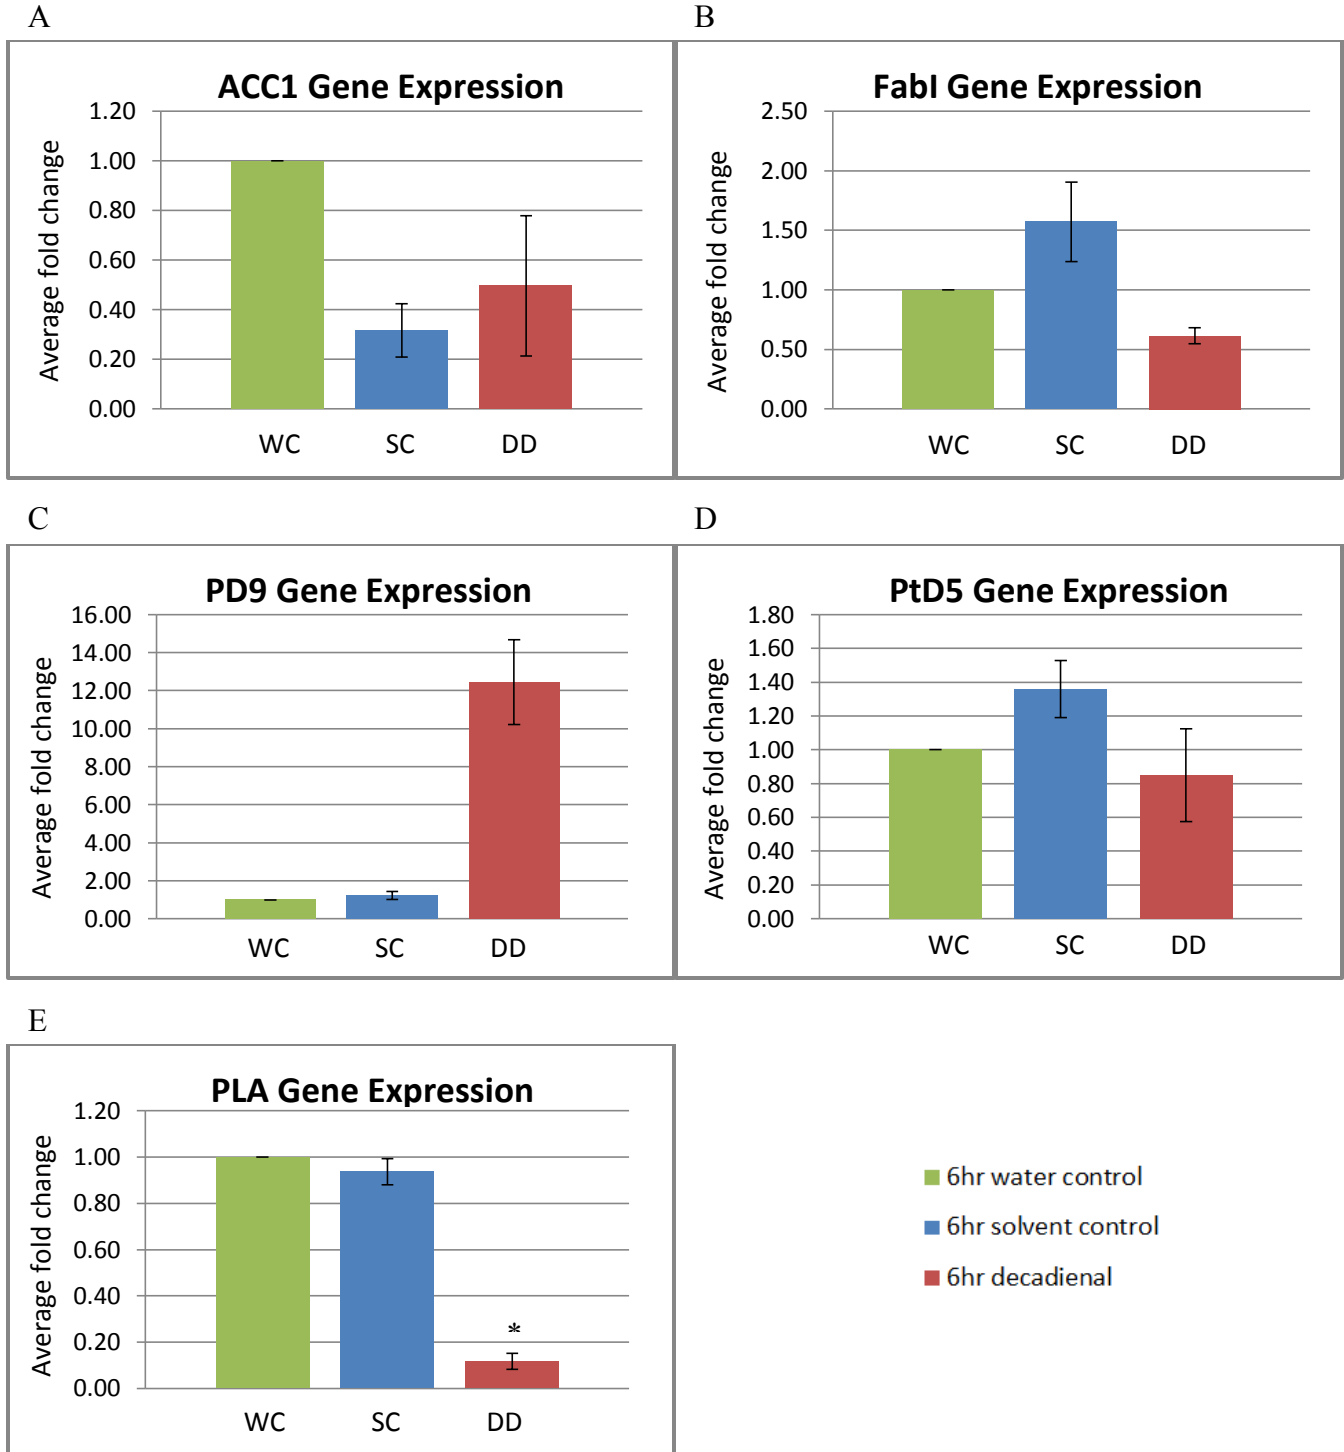 A
ACC1 Gene Expression
Average fold change
1.20
1.00
0.80
0.60
0.40
0.20
0.00
WC SC DD
B
FabI Gene Expression
Average fold change
2.50
2.00
1.50
1.00
0.50
0.00
WC SC DD
C
PD9 Gene Expression
Average fold change
16.00
14.00
12.00
10.00
8.00
6.00
4.00
2.00
0.00
WC SC DD
D
PtD5 Gene Expression
Average fold change
1.80
1.60
1.40
1.20
1.00
0.80
0.60
0.40
0.20
0.00
WC SC DD
E
PLA Gene Expression
Average fold change
1.20
1.00
0.80
0.60
0.40
0.20
0.00
*
WC SC DD
6hr water control
6hr solvent control
6hr decadienal